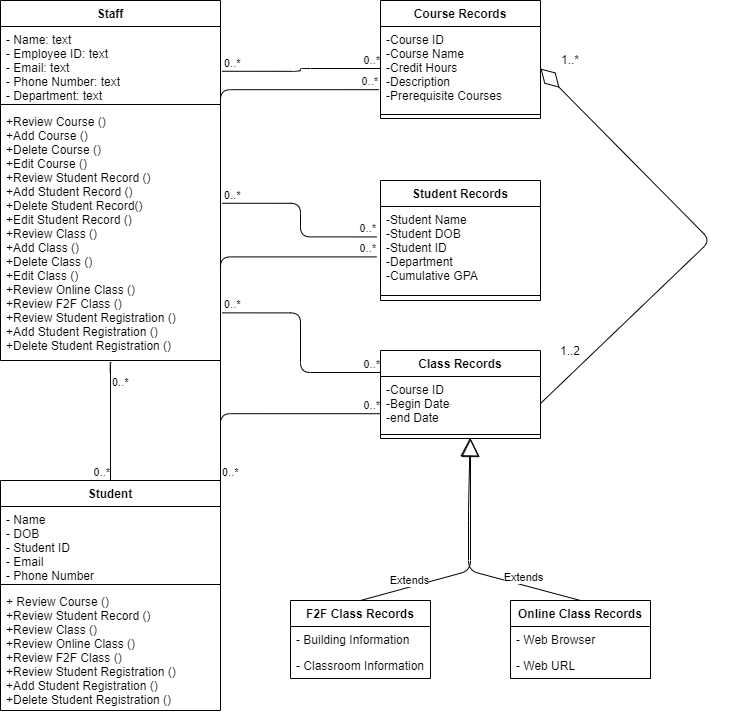 Staff
- Name: text
- Employee ID: text
- Email: text
- Phone Number: text
- Department: text
+Review Course ()
+Add Course ()
+Delete Course ()
+Edit Course ()
+Review Student Record ()
+Add Student Record ()
+Delete Student Record()
+Edit Student Record ()
+Review Class ()
+Add Class ()
+Delete Class ()
+Edit Class ()
+Review Online Class ()
+Review F2F Class ()
+Review Student Registration ()
+Add Student Registration ()
+Delete Student Registration ()
0..*
0..*
0..*
Course Records
-Course ID
-Course Name
-Credit Hours
-Description
-Prerequisite Courses
1..*
0..*
0..*
0..*
Student Records
-Student Name
-Student DOB
-Student ID
-Department
-Cumulative GPA
0..*
0..*
0..*
Class Records
-Course ID
-Begin Date
-end Date
1..2
0..*
0..*
0..*
Student
- Name
- DOB
- Student ID
- Email
- Phone Number
+ Review Course ()
+Review Student Record ()
+Review Class ()
+Review Online Class ()
+Review F2F Class ()
+Review Student Registration ()
+Add Student Registration ()
+Delete Student Registration ()
Extends
Extends
F2F Class Records
- Building Information
- Classroom Information
Online Class Records
- Web Browser
- Web URL